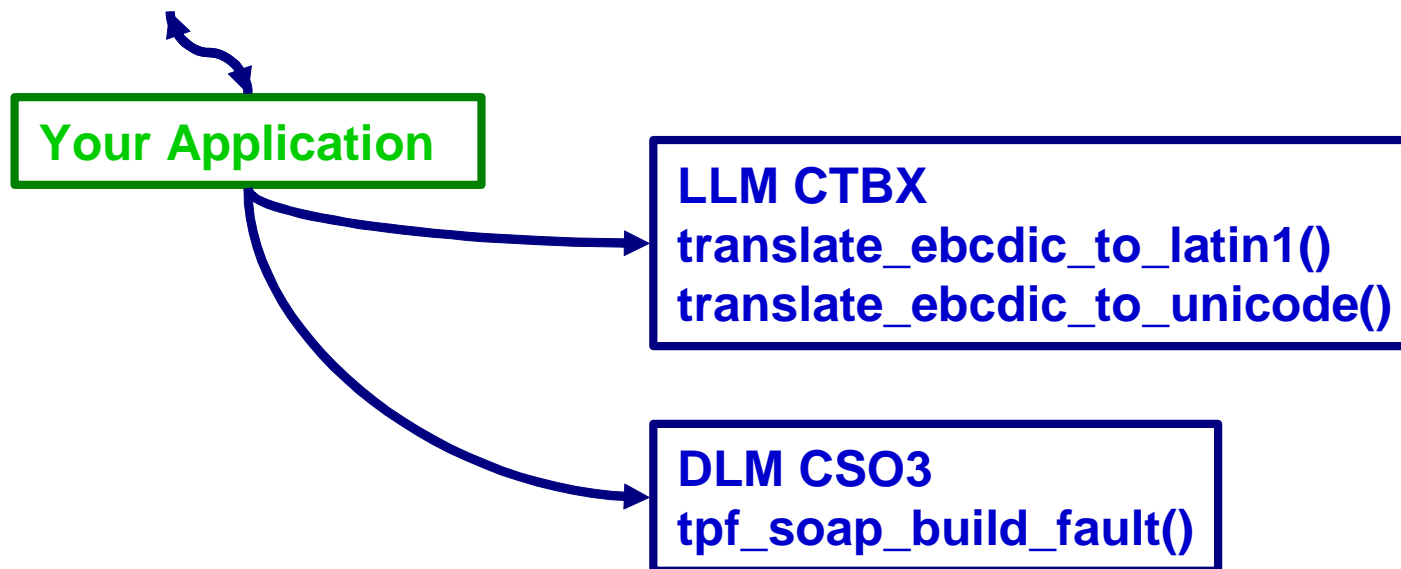 Your Application
LLM CTBX
translate_ebcdic_to_latin1()
translate_ebcdic_to_unicode()
DLM CSO3
tpf_soap_build_fault()